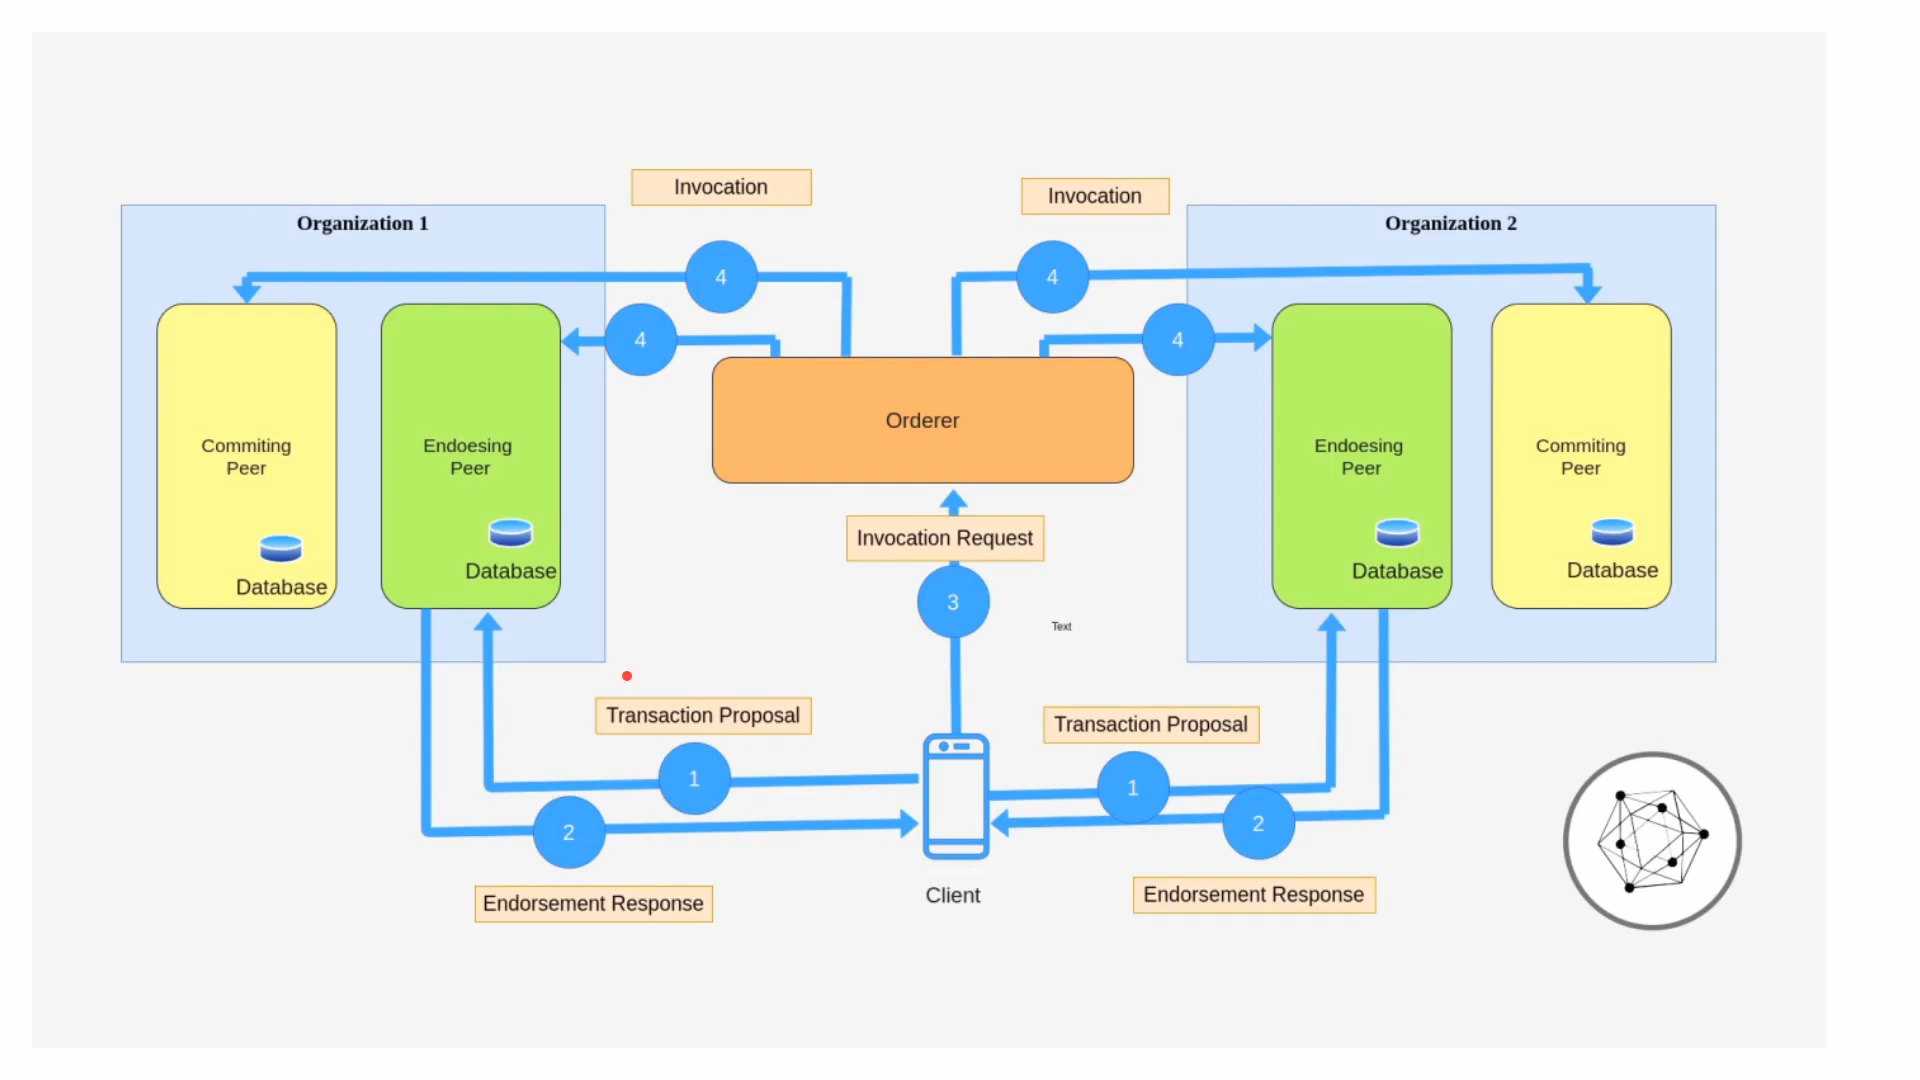 Invocation
Invocation
Organization 1
Organization 2
4
4
4
4
Orderer
Commiting
Peer
Endoesing
Peer
Endoesing
Peer
Commiting
Peer
Database
Database
Database
Database
Invocation Request
3
Text
Transaction Proposal
Transaction Proposal
1
1
2
2
Client
Endorsement Response
Endorsement Response